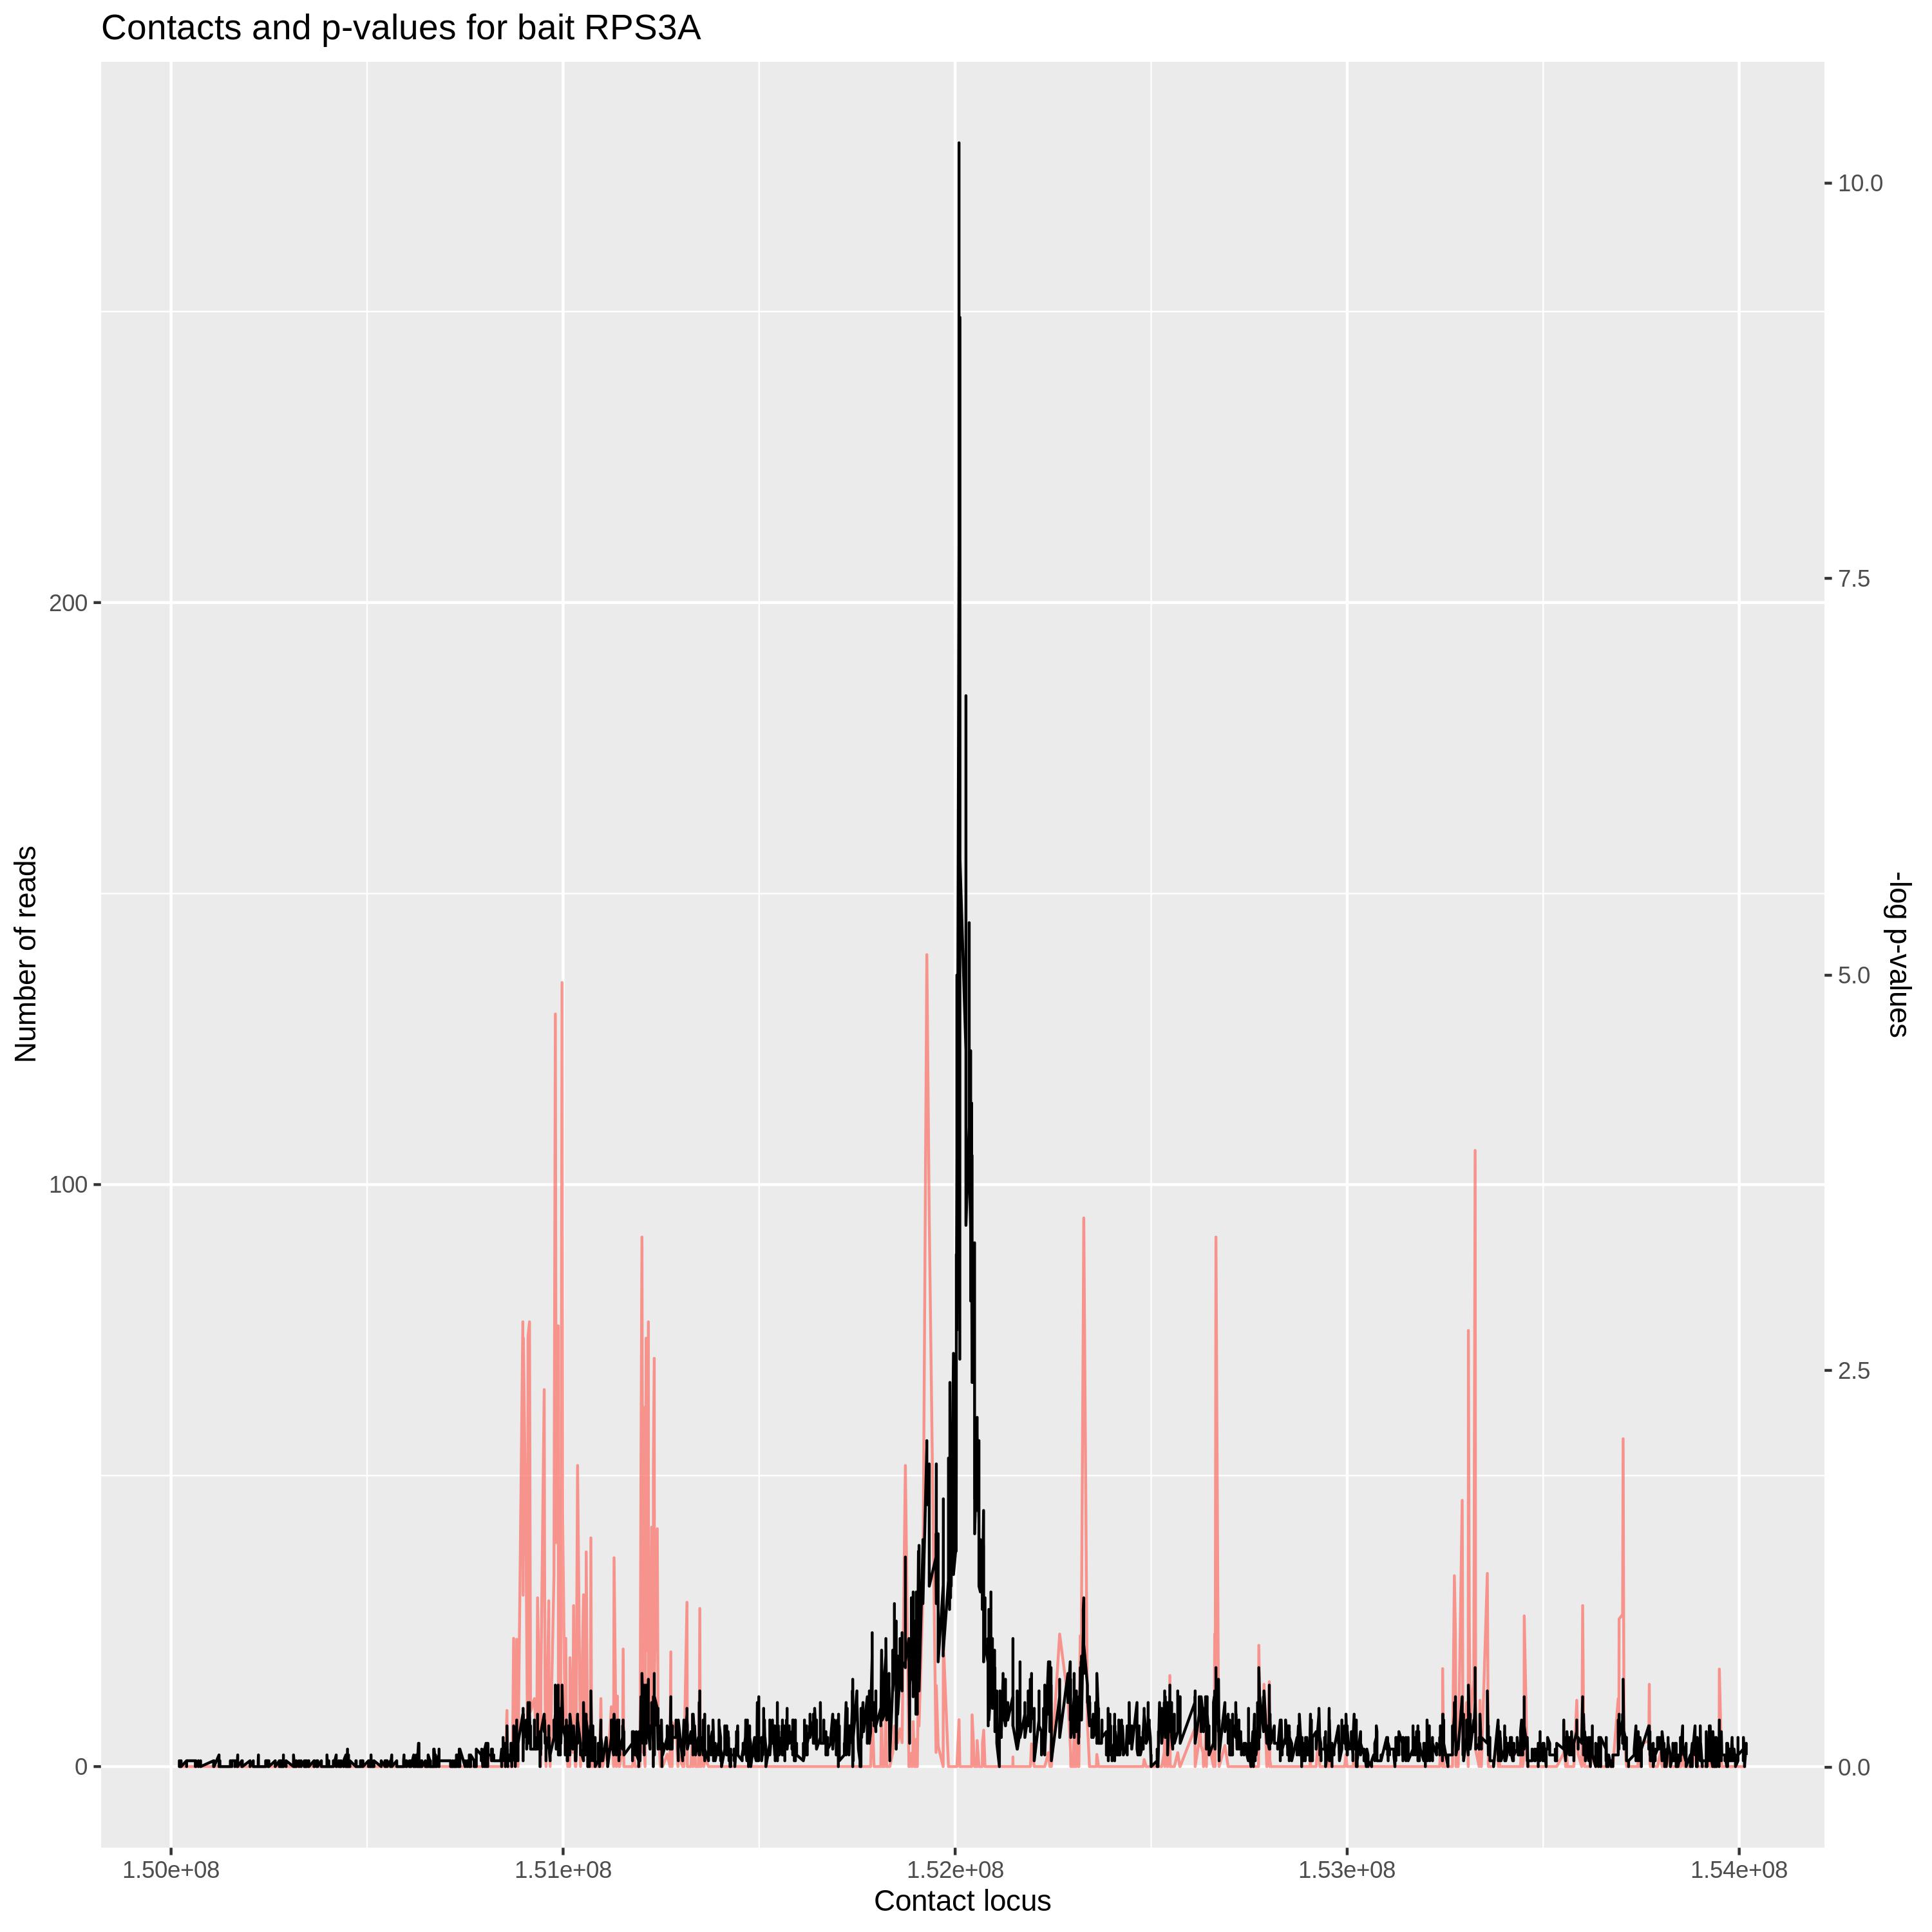 Contacts and p-values for bait RPS3A
Number of reads
200
100
0
10.0
7.5
5.0
2.5
0.0
-log p-values
1.50e+08
1.51e+08
1.52e+08
1.53e+08
1.54e+08
Contact locus